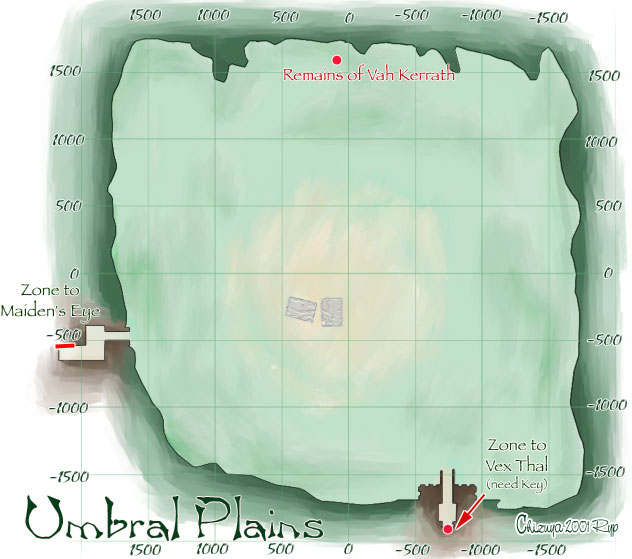 1500 1000 500 0 -500 -1000 -1500
1500 1500
Remains of Vah Kerrath
1000 1000
500 500
0 0
Zone to
Maiden's Eye
-500 -500
-1000 -1000
Zone to
Vex Thal
(need Key)
-1500 -1500
Umbral Plains
Chizuya 2001 Ryp
1500 1000 500 0 -500 -1000 -1500